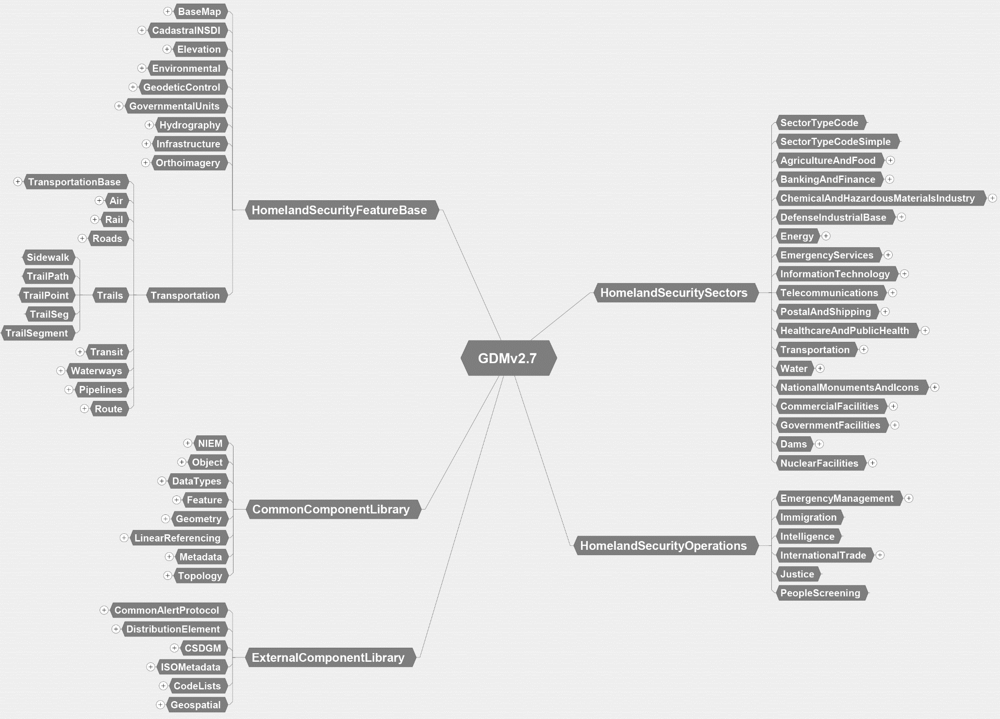 BaseMap
CadastralNSDI
Elevation
Environmental
GeodeticControl
GovernmentalUnits
Hydrography
Infrastructure
Orthoimagery
TransportationBase
Air
Rail
Roads
Sidewalk
TrailPath
TrailPoint
TrailSeg
TrailSegment
Trails
Transit
Waterways
Pipelines
Route
Transportation
HomelandSecurityFeatureBase
NIEM
Object
DataTypes
Feature
Geometry
LinearReferencing
Metadata
Topology
CommonComponentLibrary
CommonAlertProtocol
DistributionElement
CSDGM
ISOMetadata
CodeLists
Geospatial
ExternalComponentLibrary
GDMv2.7
HomelandSecuritySectors
SectorTypeCode
SectorTypeCodeSimple
AgricultureAndFood
BankingAndFinance
ChemicalAndHazardousMaterialsIndustry
DefenseIndustrialBase
Energy
EmergencyServices
InformationTechnology
Telecommunications
PostalAndShipping
HealthcareAndPublicHealth
Transportation
Water
NationalMonumentsAndIcons
CommercialFacilities
GovernmentFacilities
Dams
NuclearFacilities
HomelandSecurityOperations
EmergencyManagement
Immigration
Intelligence
InternationalTrade
Justice
PeopleScreening